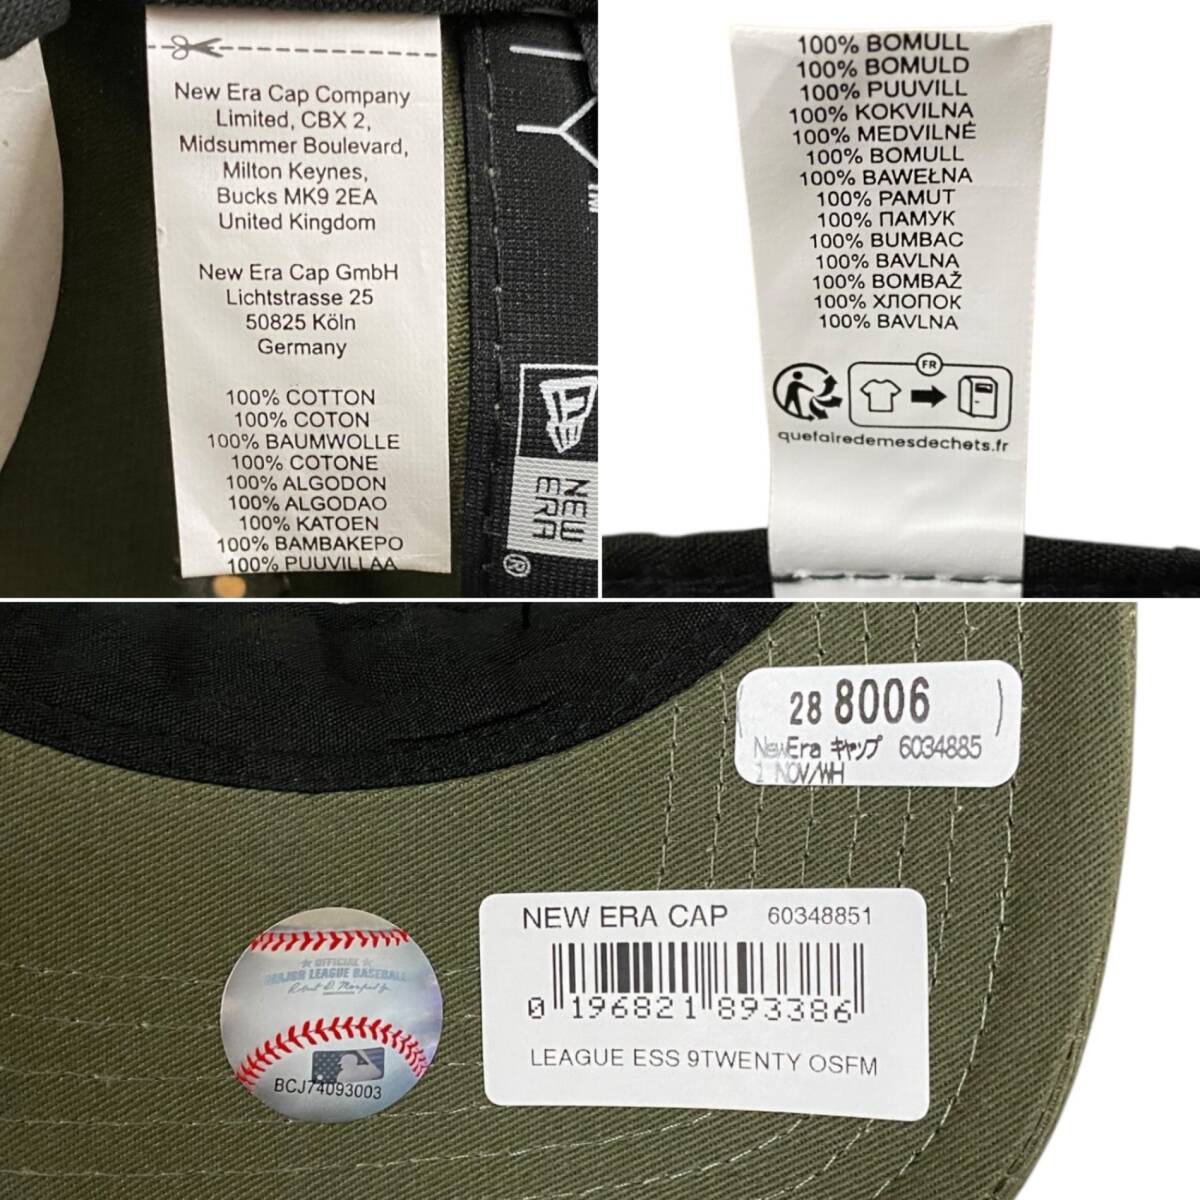 New Era Cap Company
Limited, CBX 2,
Midsummer Boulevard,
Milton Keynes,
Bucks MK9 2EA
United Kingdom
New Era Cap GmbH
Lichtstrasse 25
50825 Köln
Germany
100% COTTON
100% COTON
100% BAUMWOLLE
100% COTONE
100% ALGODON
100% ALGODAO
100% KATOEN
100% BAMBAKEPO
100% PUUVILLAA
NEW
ERA
®
100% BOMULL
100% BOMULD
100% PUUVILL
100% KOKVILNA
100% MEDVILNĖ
100% BOMULL
100% BAWEŁNA
100% PAMUT
100% ПАМУК
100% BUMBAC
100% BAVLNA
100% BOMBAŽ
100% ХЛОПОК
100% BAVLNA
FR
quefairedemesdechets.fr
28 8006
NewEra キャップ 6034885
1 NOV/WH
OFFICIAL
MAJOR LEAGUE BASEBALL
BCJ74093003
NEW ERA CAP 60348851
0 196821 893386
LEAGUE ESS 9TWENTY OSFM